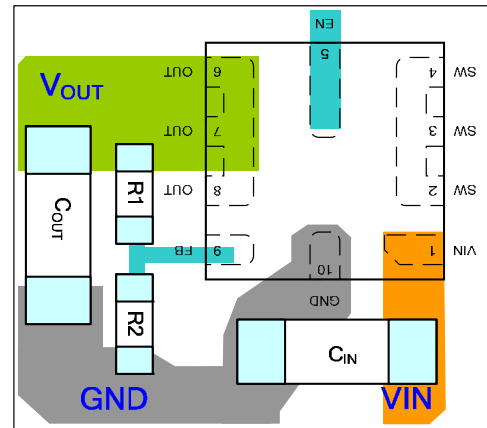 EN
5
OUT 6
4 SW
VOUT
OUT 7
3 SW
R1
OUT 8
2 SW
COUT
FB 9
10
1 VIN
GND
R2
CIN
GND
VIN